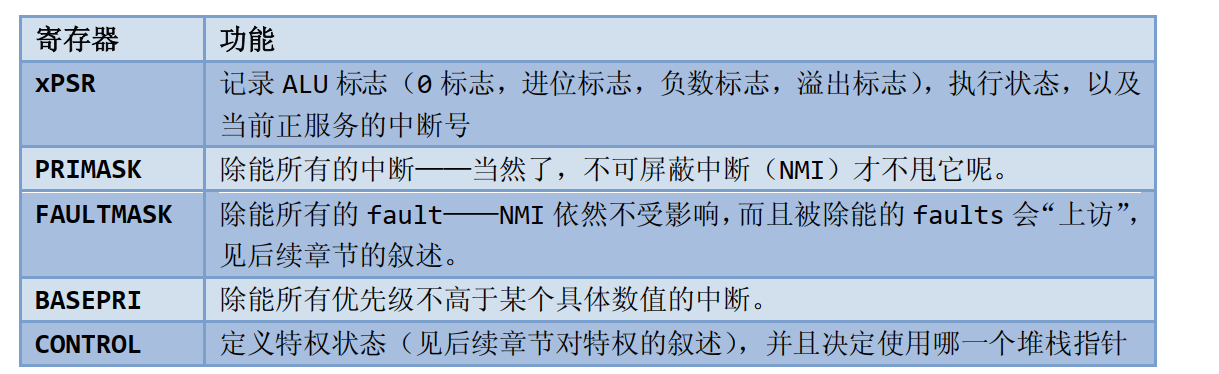 寄存器 功能
xPSR 记录 ALU 标志（0 标志，进位标志，负数标志，溢出标志），执行状态，以及
当前正服务的中断号
PRIMASK 除能所有的中断——当然了，不可屏蔽中断（NMI）才不甩它呢。
FAULTMASK 除能所有的 fault——NMI 依然不受影响，而且被除能的 faults 会“上访”，
见后续章节的叙述。
BASEPRI 除能所有优先级不高于某个具体数值的中断。
CONTROL 定义特权状态（见后续章节对特权的叙述），并且决定使用哪一个堆栈指针